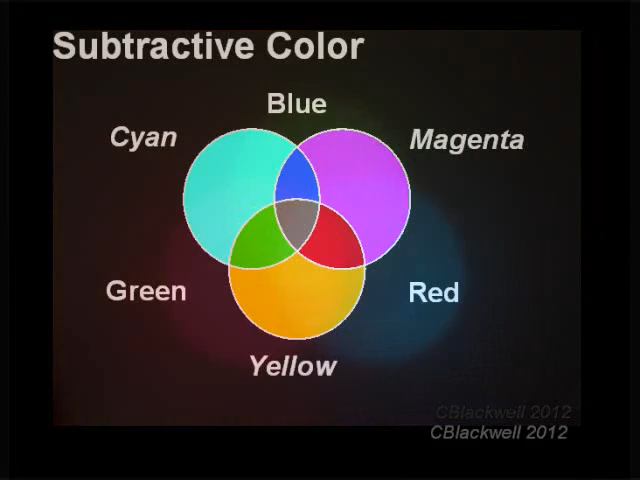 Subtractive Color
Blue
Cyan
Magenta
Green
Red
Yellow
CBlackwell 2012
CBlackwell 2012